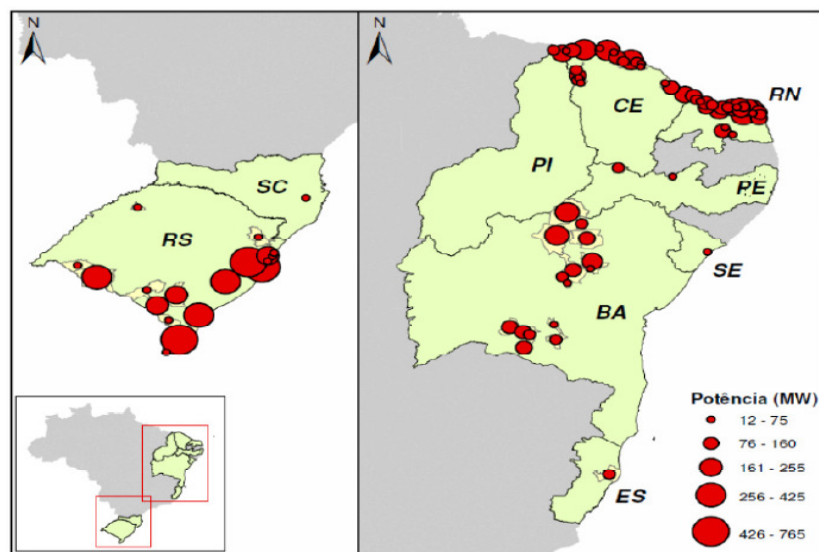 N
SC
RS
N
RN
CE
PI
PE
SE
BA
ES
Potência (MW)
12 - 75
76 - 160
161 - 255
256 - 425
426 - 765